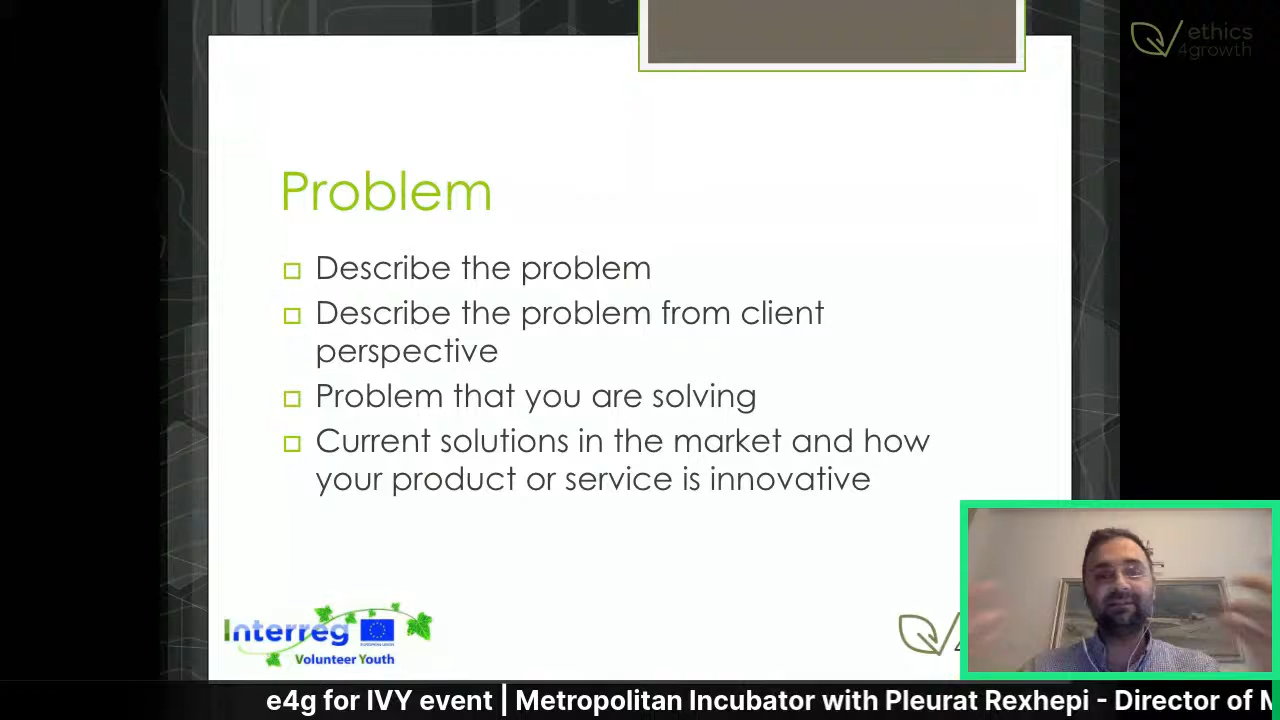 ethics
4growth
Problem
Describe the problem
Describe the problem from client
perspective
Problem that you are solving
Current solutions in the market and how
your product or service is innovative
Interreg
EUROPEAN UNION
Volunteer Youth
e4g for IVY event | Metropolitan Incubator with Pleurat Rexhepi - Director of M